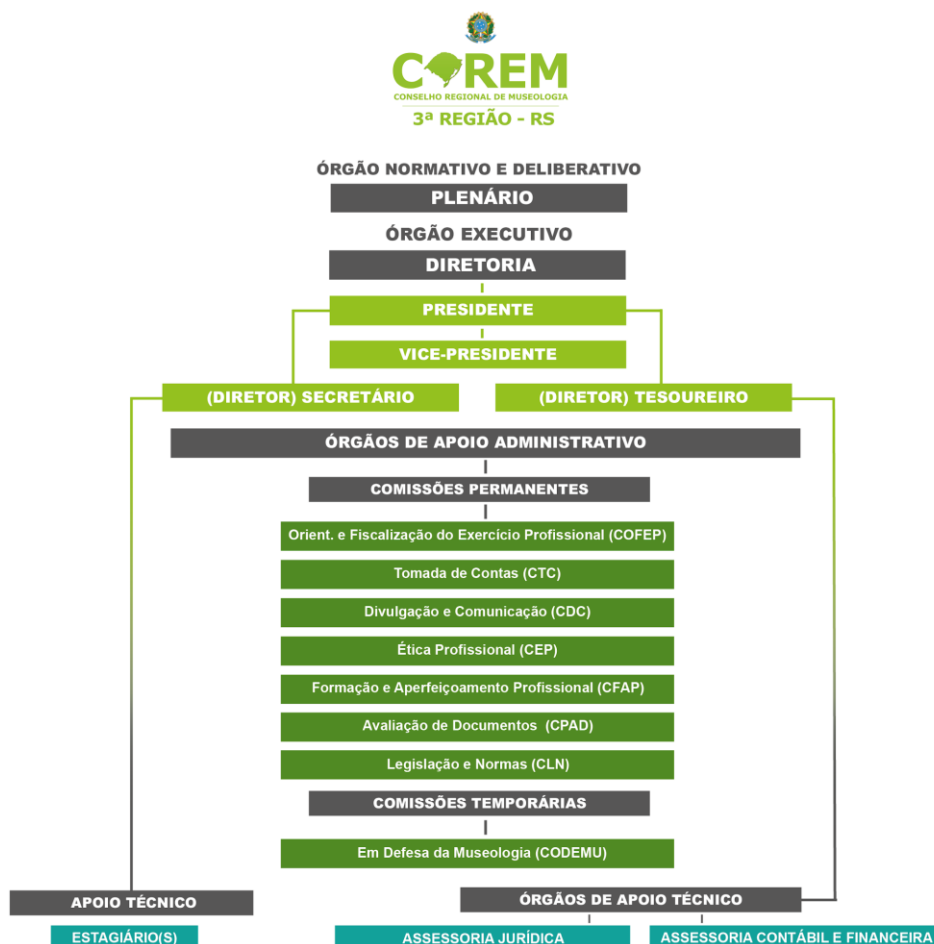 COREM
CONSELHO REGIONAL DE MUSEOLOGIA
3ª REGIÃO - RS
ÓRGÃO NORMATIVO E DELIBERATIVO
PLENÁRIO
ÓRGÃO EXECUTIVO
DIRETORIA
PRESIDENTE
VICE-PRESIDENTE
(DIRETOR) SECRETÁRIO
(DIRETOR) TESOUREIRO
ÓRGÃOS DE APOIO ADMINISTRATIVO
COMISSÕES PERMANENTES
Orient. e Fiscalização do Exercício Profissional (COFEP)
Tomada de Contas (CTC)
Divulgação e Comunicação (CDC)
Ética Profissional (CEP)
Formação e Aperfeiçoamento Profissional (CFAP)
Avaliação de Documentos (CPAD)
Legislação e Normas (CLN)
COMISSÕES TEMPORÁRIAS
Em Defesa da Museologia (CODEMU)
APOIO TÉCNICO
ÓRGÃOS DE APOIO TÉCNICO
ESTAGIÁRIO(S)
ASSESSORIA JURÍDICA
ASSESSORIA CONTÁBIL E FINANCEIRA